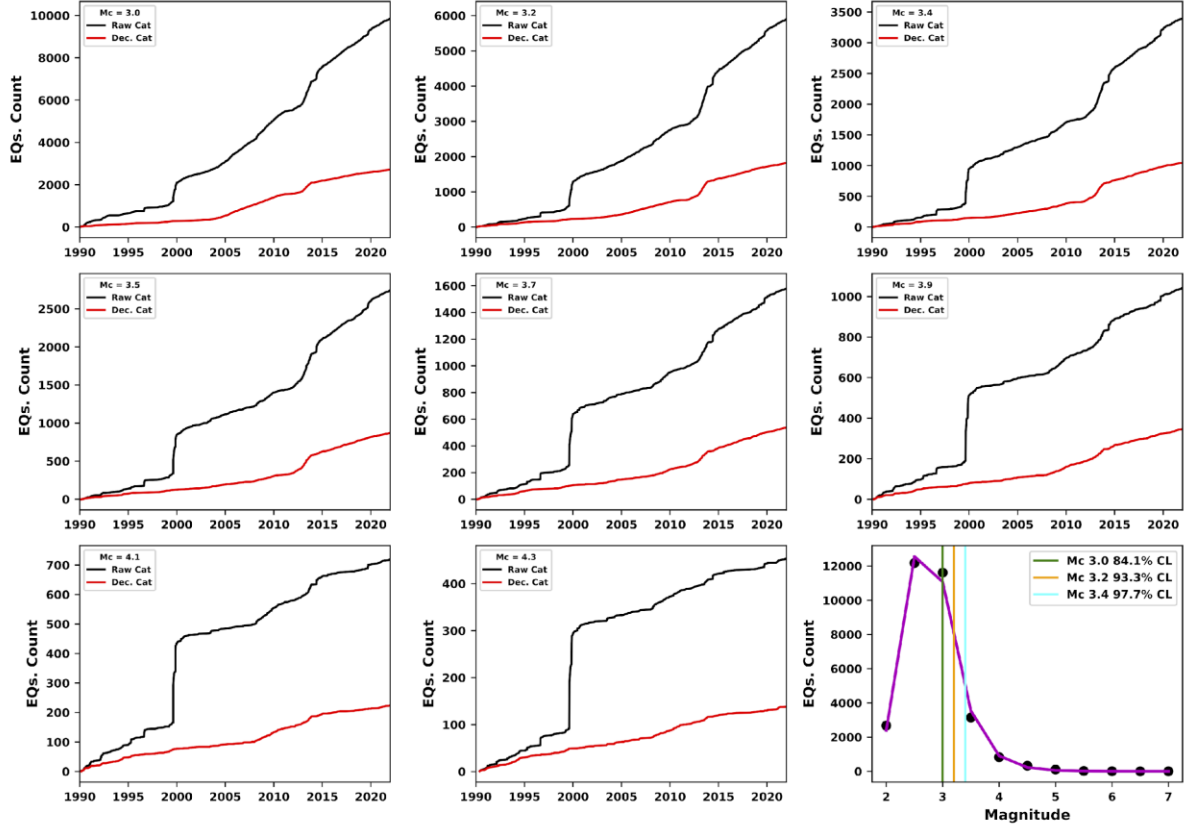 Mc = 3.0
Raw Cat
Dec. Cat
EQs. Count
10000
8000
6000
4000
2000
0
1990 1995 2000 2005 2010 2015 2020
Mc = 3.2
Raw Cat
Dec. Cat
EQs. Count
6000
5000
4000
3000
2000
1000
0
1990 1995 2000 2005 2010 2015 2020
Mc = 3.4
Raw Cat
Dec. Cat
EQs. Count
3500
3000
2500
2000
1500
1000
500
0
1990 1995 2000 2005 2010 2015 2020
Mc = 3.5
Raw Cat
Dec. Cat
EQs. Count
2500
2000
1500
1000
500
0
1990 1995 2000 2005 2010 2015 2020
Mc = 3.7
Raw Cat
Dec. Cat
EQs. Count
1600
1400
1200
1000
800
600
400
200
0
1990 1995 2000 2005 2010 2015 2020
Mc = 3.9
Raw Cat
Dec. Cat
EQs. Count
1000
800
600
400
200
0
1990 1995 2000 2005 2010 2015 2020
Mc = 4.1
Raw Cat
Dec. Cat
EQs. Count
700
600
500
400
300
200
100
0
1990 1995 2000 2005 2010 2015 2020
Mc = 4.3
Raw Cat
Dec. Cat
EQs. Count
400
300
200
100
0
1990 1995 2000 2005 2010 2015 2020
Mc 3.0 84.1% CL
Mc 3.2 93.3% CL
Mc 3.4 97.7% CL
EQs. Count
12000
10000
8000
6000
4000
2000
0
2 3 4 5 6 7
Magnitude